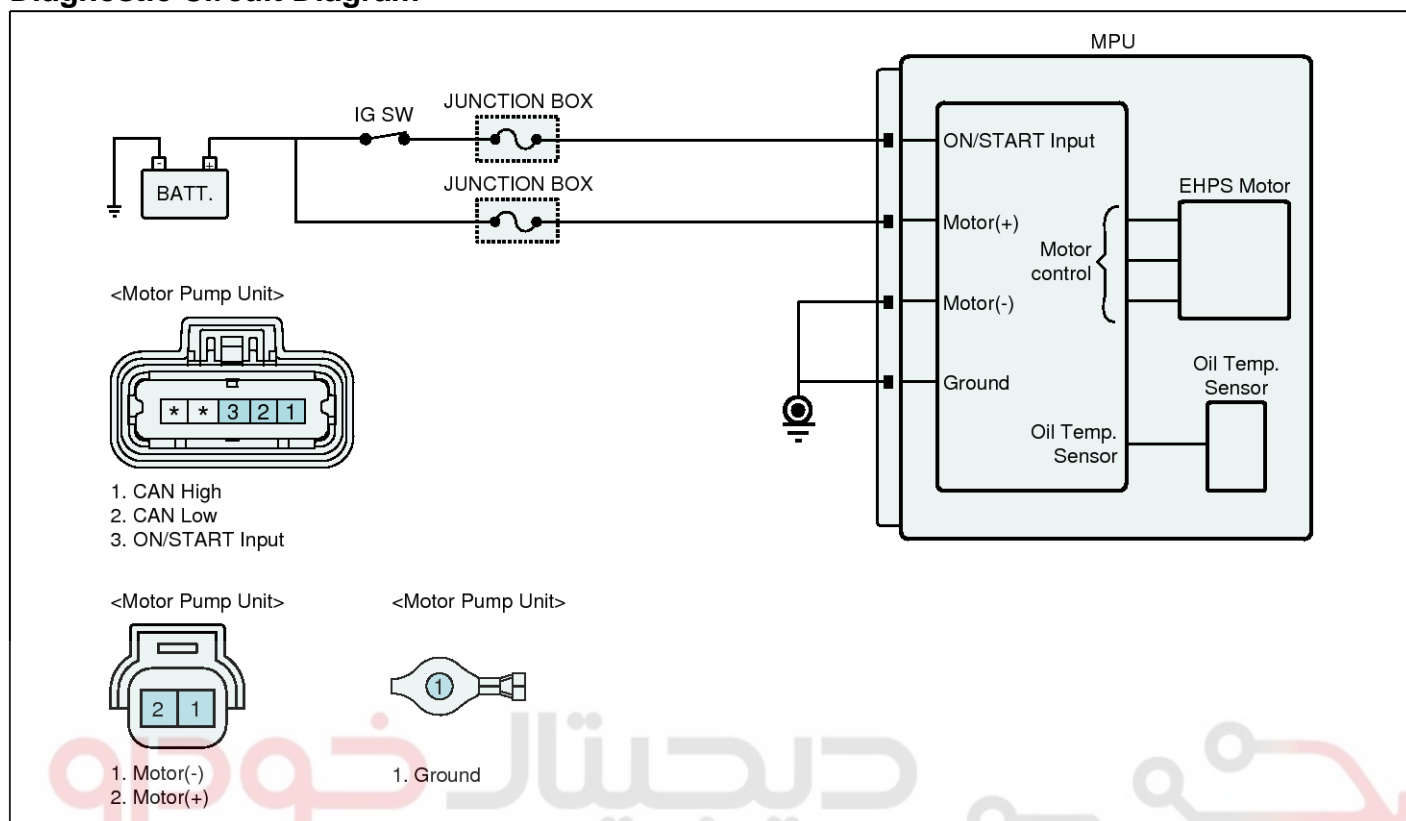 Diagnostic Circuit Diagram
MPU
IG SW
JUNCTION BOX
ON/START Input
- +
BATT.
JUNCTION BOX
Motor(+)
Motor
control
EHPS Motor
Motor(-)
Ground
Oil Temp.
Sensor
Oil Temp.
Sensor
<Motor Pump Unit>
* * 3 2 1
1. CAN High
2. CAN Low
3. ON/START Input
<Motor Pump Unit>
2 1
1. Motor(-)
2. Motor(+)
<Motor Pump Unit>
1
1. Ground
دیجیتال خودرو